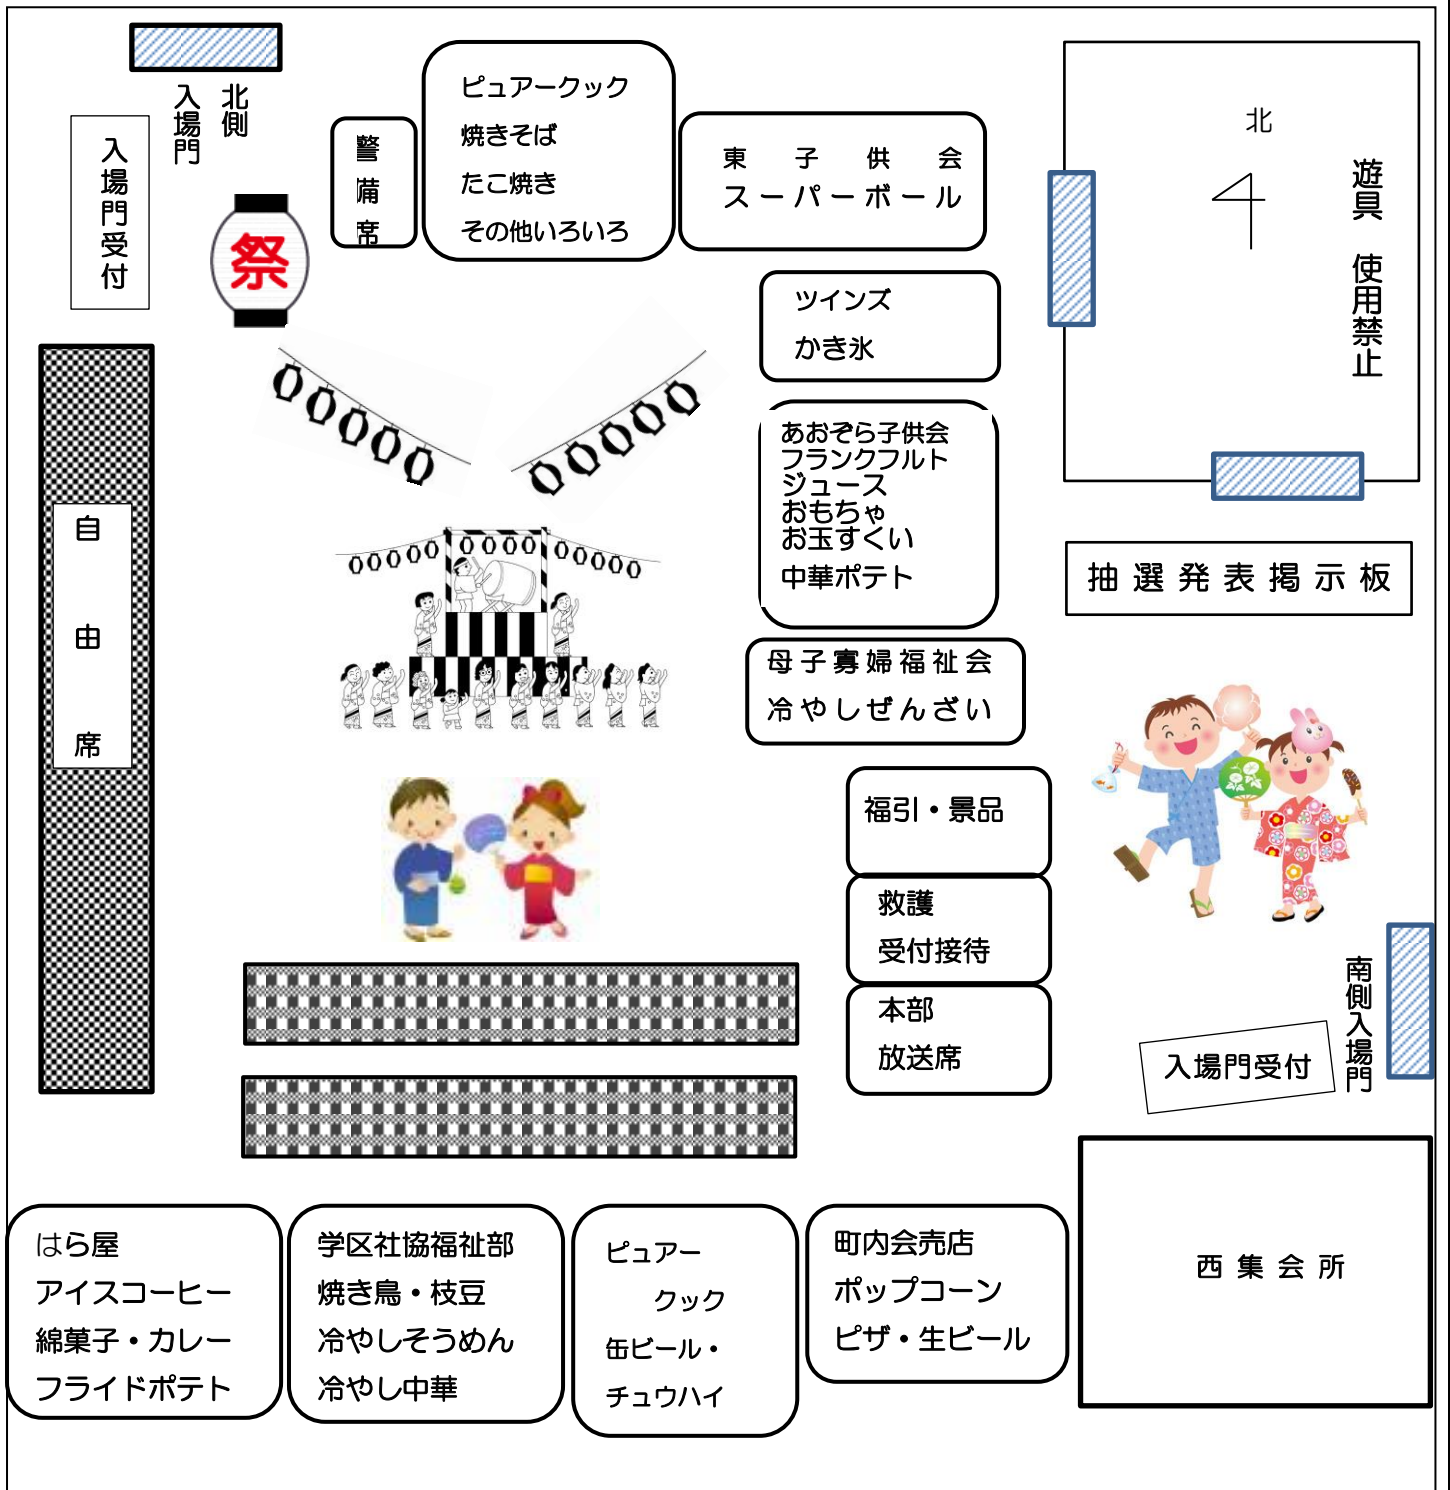 北側
入場門
入場門受付
祭
警備席
ピュアークック
焼きそば
たこ焼き
その他いろいろ
東子供会
スーパーボール
北
遊具 使用禁止
ツインズ
かき氷
あおぞら子供会
フランクフルト
ジュース
おもちゃ
お玉すくい
中華ポテト
抽選発表掲示板
自由席
母子寡婦福祉会
冷やしぜんざい
福引・景品
救護
受付接待
本部
放送席
南側入場門
入場門受付
はら屋
アイスコーヒー
綿菓子・カレー
フライドポテト
学区社協福祉部
焼き鳥・枝豆
冷やしそうめん
冷やし中華
ピュアー
クック
缶ビール・
チュウハイ
町内会売店
ポップコーン
ピザ・生ビール
西集会所